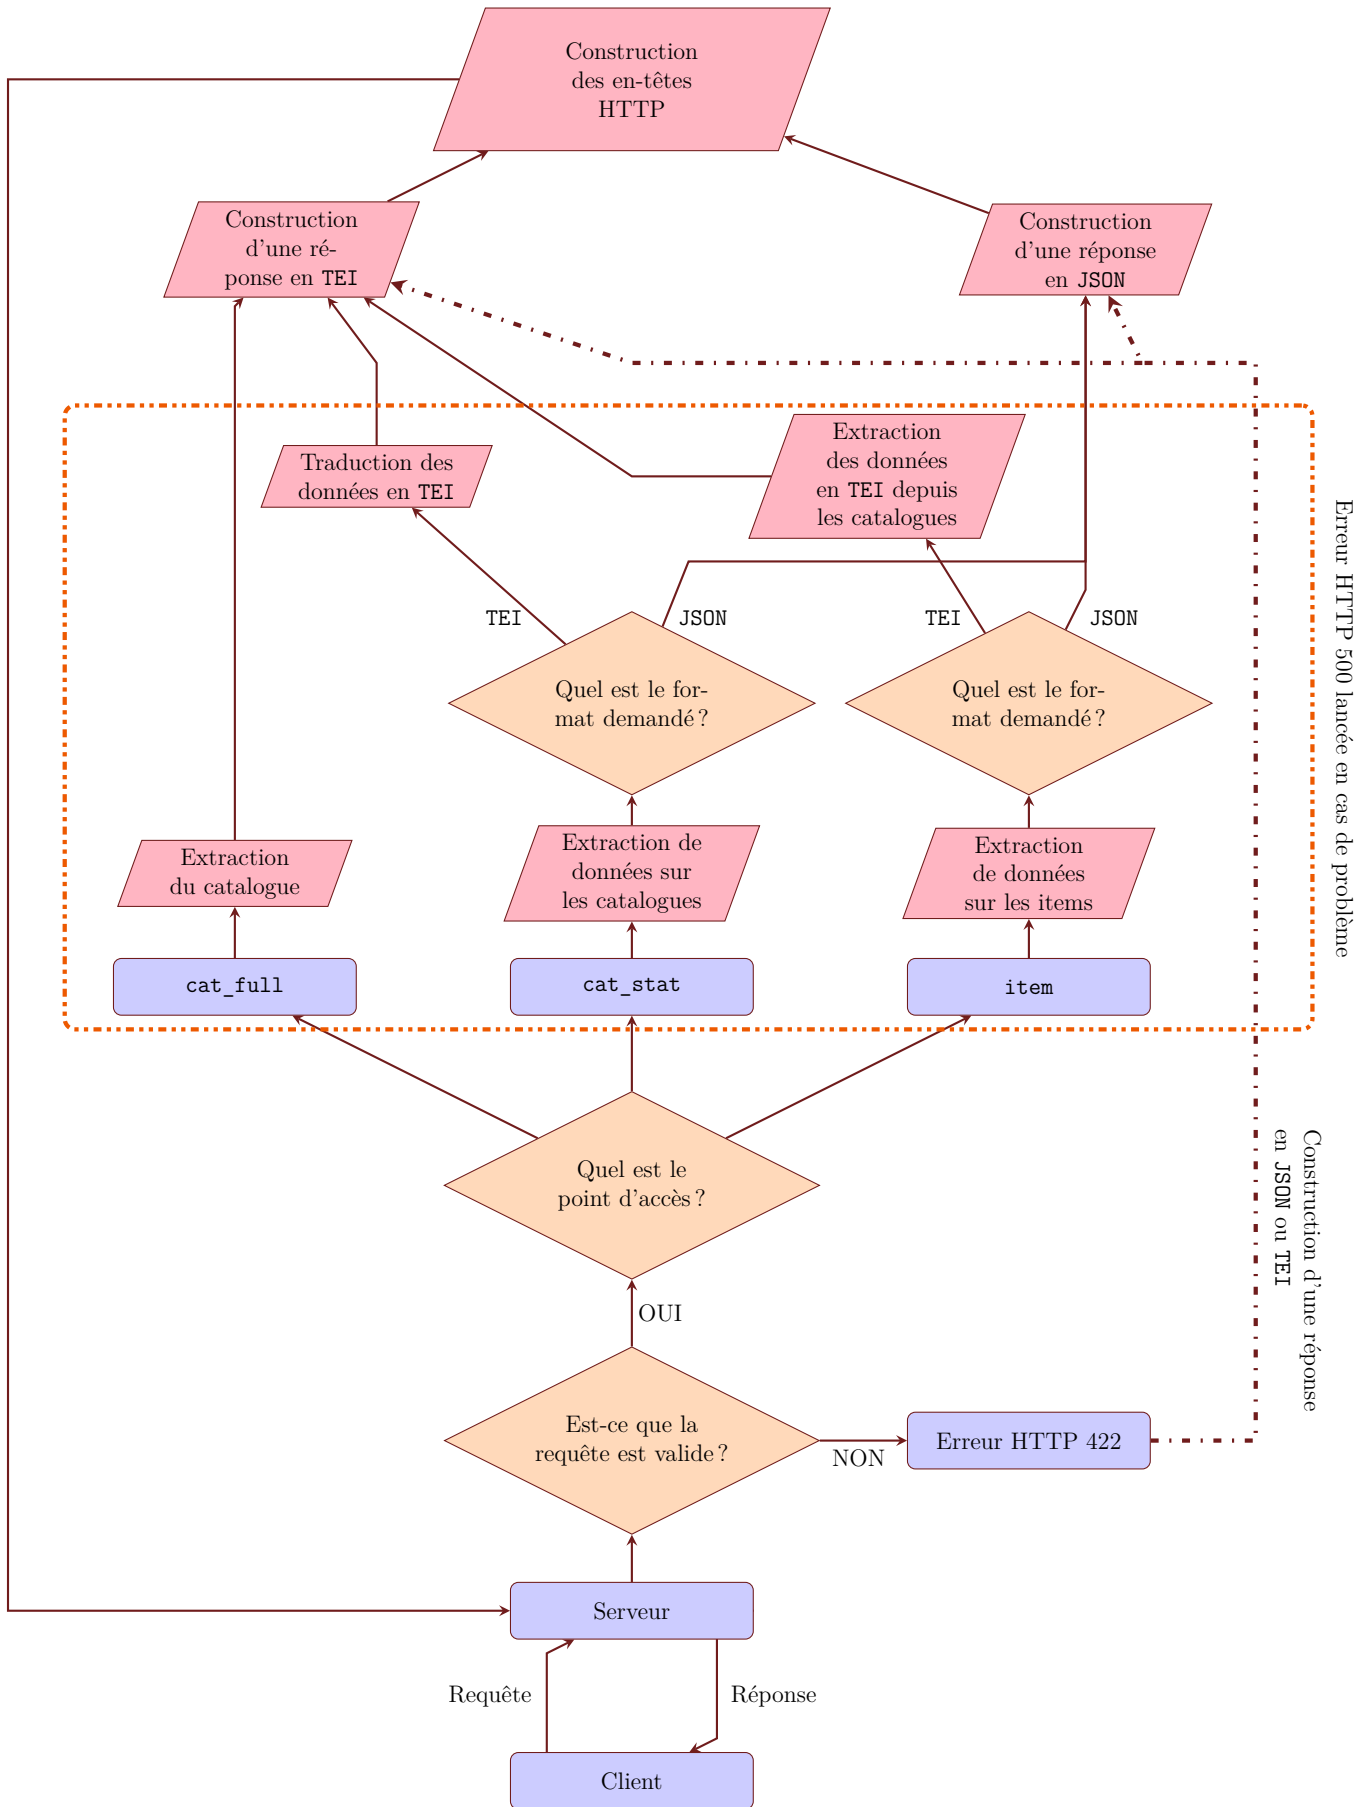 Construction
des en-têtes
HTTP
Construction
d'une ré-
ponse en TEI
Construction
d'une réponse
en JSON
Traduction des
données en TEI
Extraction
des données
en TEI depuis
les catalogues
Erreur HTTP 500 lancée en cas de problème
TEI
JSON
TEI
JSON
Quel est le for-
mat demandé ?
Quel est le for-
mat demandé ?
Extraction
du catalogue
Extraction de
données sur
les catalogues
Extraction
de données
sur les items
cat_full
cat_stat
item
Quel est le
point d'accès ?
Construction d'une réponse
en JSON ou TEI
OUI
Est-ce que la
requête est valide ?
NON
Erreur HTTP 422
Serveur
Requête
Réponse
Client